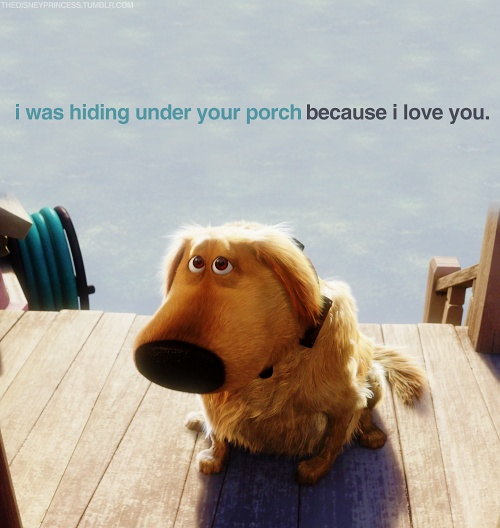 THEDISNEYPRINCESS.TUMBLR.COM
i was hiding under your porch because i love you.